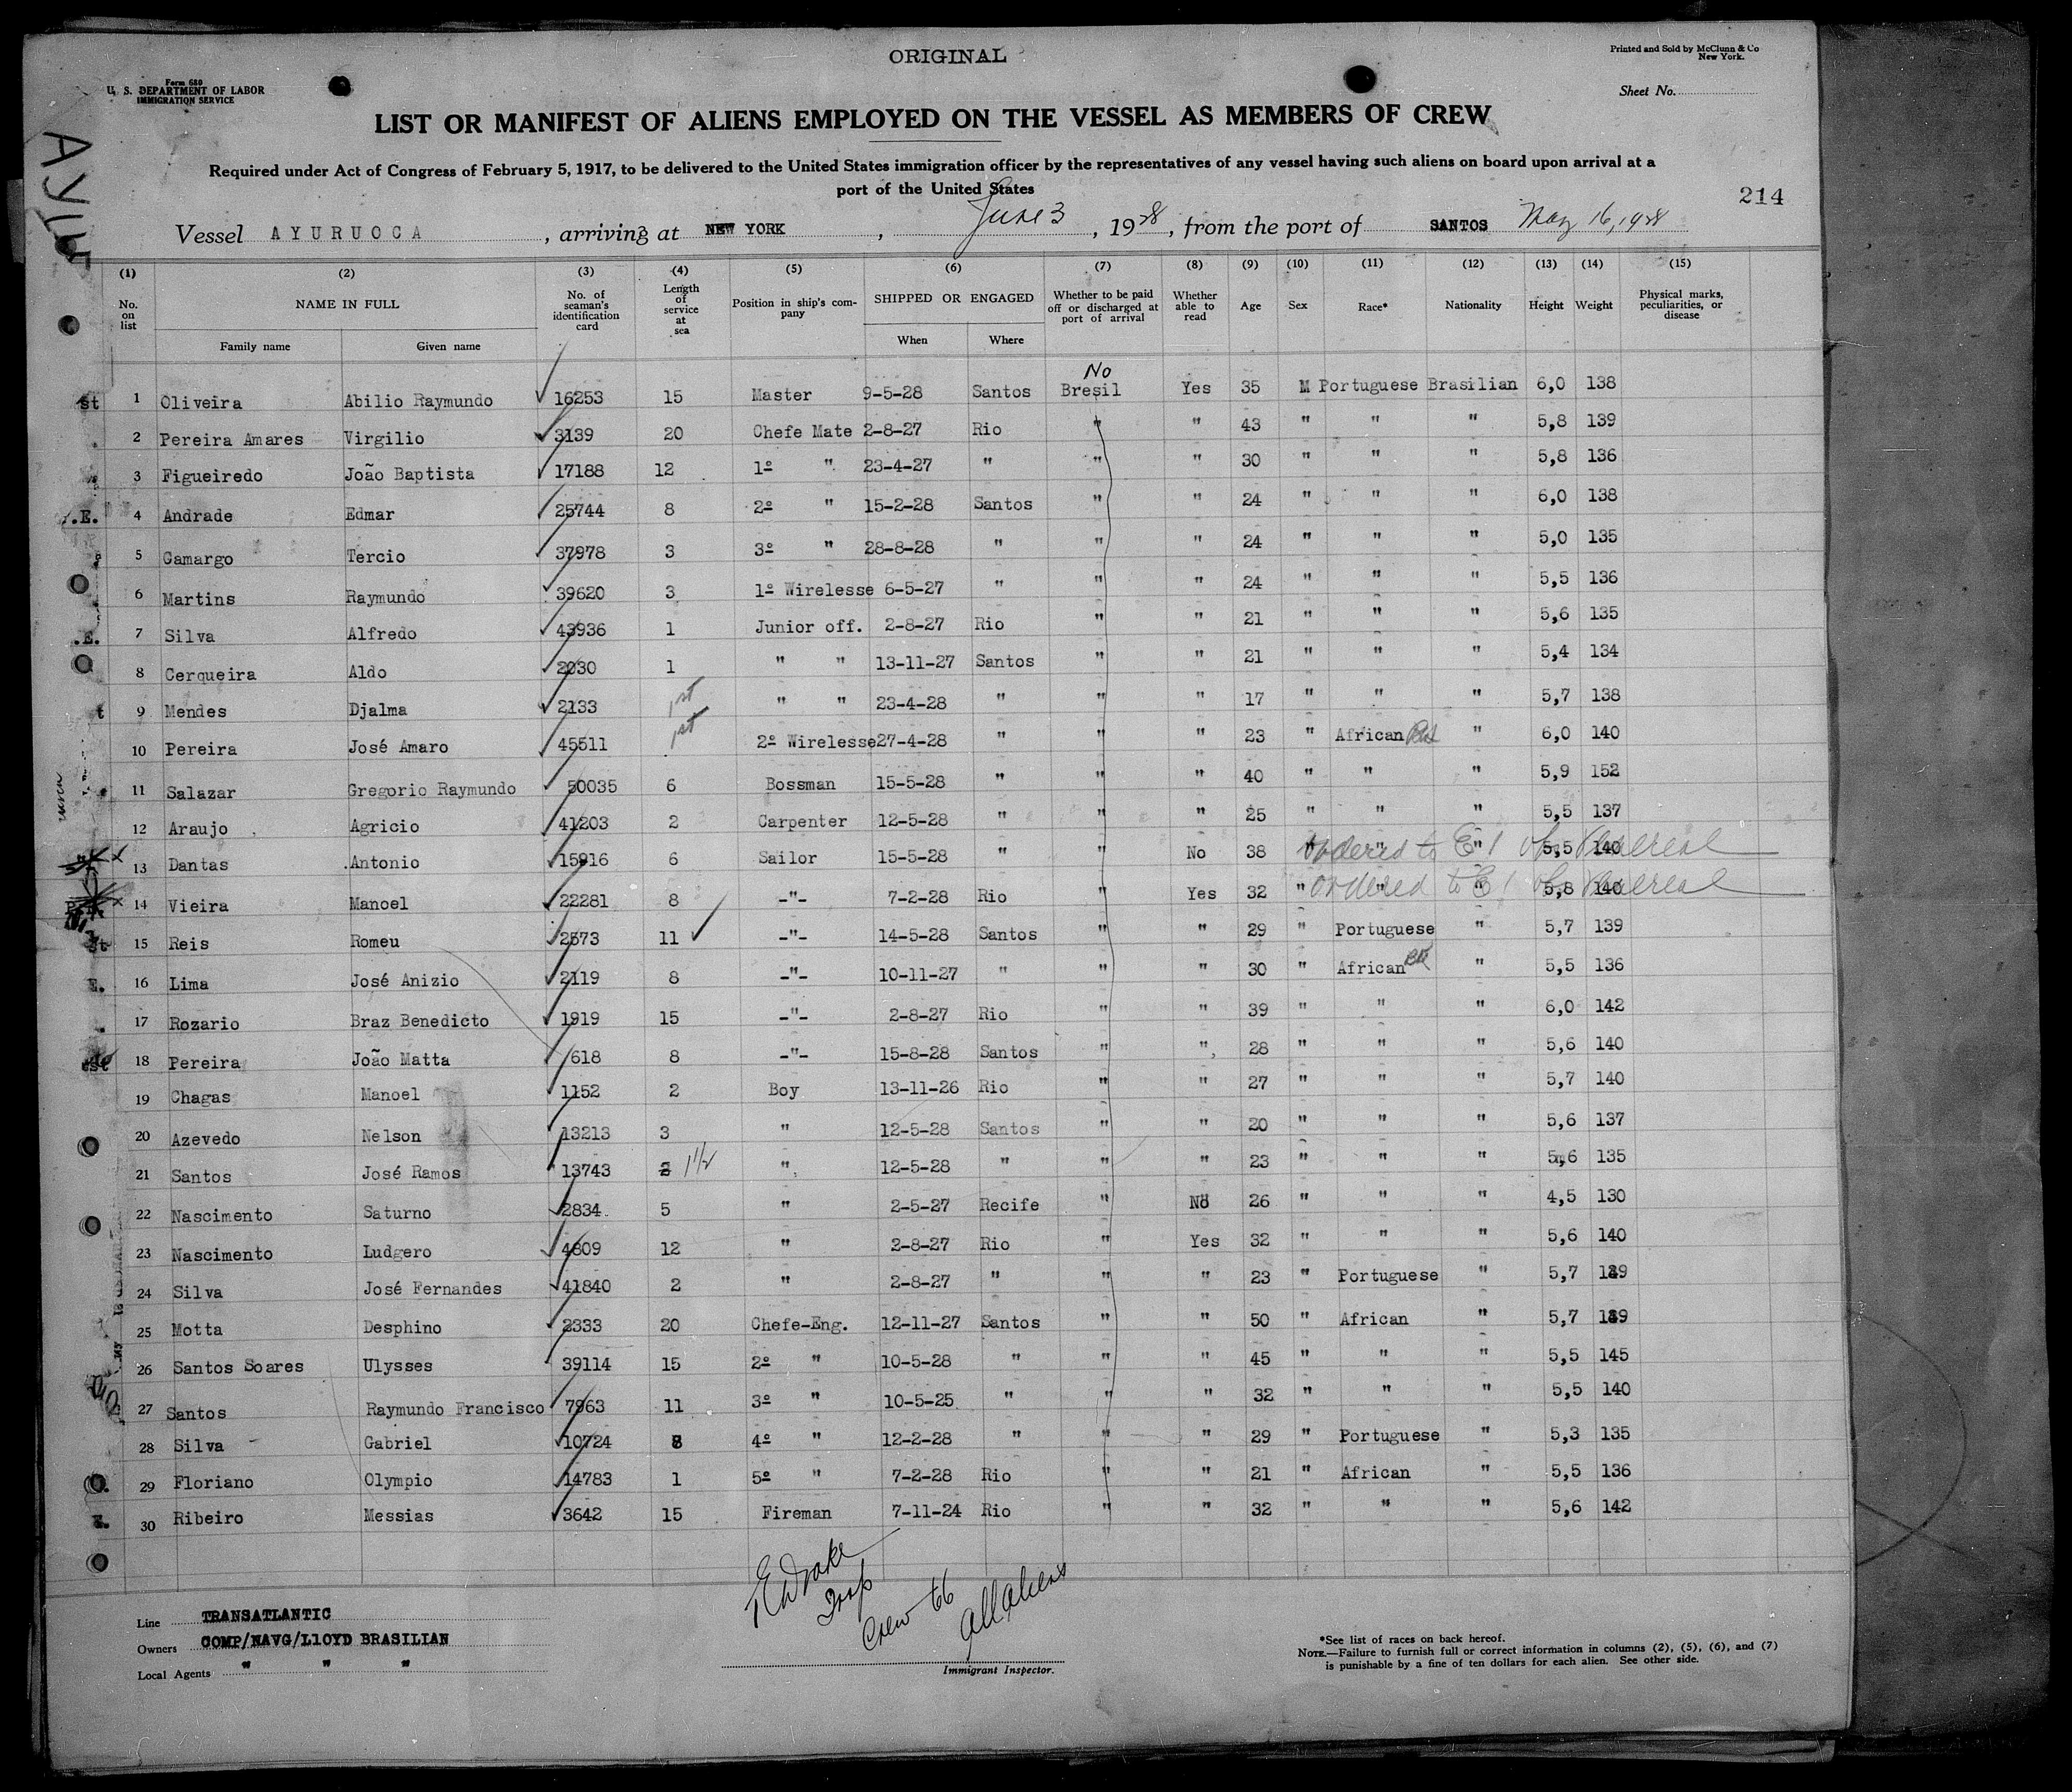 ORIGINAL
Printed and Sold by McClunn & Co
New York.
Form 680
U. S. DEPARTMENT OF LABOR
IMMIGRATION SERVICE
Sheet No.
AYU
LIST OR MANIFEST OF ALIENS EMPLOYED ON THE VESSEL AS MEMBERS OF CREW
Required under Act of Congress of February 5, 1917, to be delivered to the United States immigration officer by the representatives of any vessel having such aliens on board upon arrival at a
port of the United States
214
Vessel AYURUOCA, arriving at NEW YORK, June 3, 1928, from the port of SANTOS May 16, 1928
(1) (2) (3) (4) (5) (6) (7) (8) (9) (10) (11) (12) (13) (14) (15)
No. on list NAME IN FULL No. of seaman's identification card Length of service at sea Position in ship's company SHIPPED OR ENGAGED Whether to be paid off or discharged at port of arrival Whether able to read Age Sex Race* Nationality Height Weight Physical marks, peculiarities, or disease
Family name Given name When Where
No
1 Oliveira Abilio Raymundo 16253 15 Master 9-5-28 Santos Bresil Yes 35 M Portuguese Brasilian 6,0 138
2 Pereira Amares Virgilio 3139 20 Chefe Mate 2-8-27 Rio " " 43 " " " 5,8 139
3 Figueiredo João Baptista 17188 12 1º " 23-4-27 " " " 30 " " " 5,8 136
4 Andrade Edmar 25744 8 2º " 15-2-28 Santos " " 24 " " " 6,0 138
5 Camargo Tercio 37978 3 3º " 28-8-28 " " " 24 " " " 5,0 135
6 Martins Raymundo 39620 3 1º Wirelesse 6-5-27 " " " 24 " " " 5,5 136
7 Silva Alfredo 43936 1 Junior off. 2-8-27 Rio " " 21 " " " 5,6 135
8 Cerqueira Aldo 2030 1 " " 13-11-27 Santos " " 21 " " " 5,4 134
9 Mendes Djalma 2133 1st " " 23-4-28 " " " 17 " " " 5,7 138
10 Pereira José Amaro 45511 1st 2º Wirelesse 27-4-28 " " " 23 " African " 6,0 140
11 Salazar Gregorio Raymundo 50035 6 Bossman 15-5-28 " " " 40 " " " 5,9 152
12 Araujo Agricio 41203 2 Carpenter 12-5-28 " " " 25 " " " 5,5 137
13 Dantas Antonio 15916 6 Sailor 15-5-28 " " No 38 " " " 5,5 140 ordered to E I
14 Vieira Manoel 22281 8 -"- 7-2-28 Rio " Yes 32 " " " 5,8 140 ordered to E I
15 Reis Romeu 2573 11 -"- 14-5-28 Santos " " 29 " Portuguese " 5,7 139
16 Lima José Anizio 2119 8 -"- 10-11-27 " " " 30 " African " 5,5 136
17 Rozario Braz Benedicto 1919 15 -"- 2-8-27 Rio " " 39 " " " 6,0 142
18 Pereira João Matta 618 8 -"- 15-8-28 Santos " " 28 " " " 5,6 140
19 Chagas Manoel 1152 2 Boy 13-11-26 Rio " " 27 " " " 5,7 140
20 Azevedo Nelson 13213 3 " 12-5-28 Santos " " 20 " " " 5,6 137
21 Santos José Ramos 13743 2 1½ " 12-5-28 " " " 23 " " " 5,6 135
22 Nascimento Saturno 2834 5 " 2-5-27 Recife " No 26 " " " 4,5 130
23 Nascimento Ludgero 4609 12 " 2-8-27 Rio " Yes 32 " " " 5,6 140
24 Silva José Fernandes 41840 2 " 2-8-27 " " " 23 " Portuguese " 5,7 139
25 Motta Desphino 2333 20 Chefe-Eng. 12-11-27 Santos " " 50 " African " 5,7 139
26 Santos Soares Ulysses 39114 15 2º " 10-5-28 " " " 45 " " " 5,5 145
27 Santos Raymundo Francisco 7963 11 3º " 10-5-25 " " " 32 " " " 5,5 140
28 Silva Gabriel 10724 8 4º " 12-2-28 " " " 29 " Portuguese " 5,3 135
29 Floriano Olympio 14783 1 5º " 7-2-28 Rio " " 21 " African " 5,5 136
30 Ribeiro Messias 3642 15 Fireman 7-11-24 Rio " " 32 " " " 5,6 142
Drake
Insp
Crew 66
all aliens
Line TRANSATLANTIC
Owners COMP/NAVG/LlOYD BRASILIAN
Local Agents " " "
Immigrant Inspector.
*See list of races on back hereof.
NOTE.—Failure to furnish full or correct information in columns (2), (5), (6), and (7)
is punishable by a fine of ten dollars for each alien. See other side.